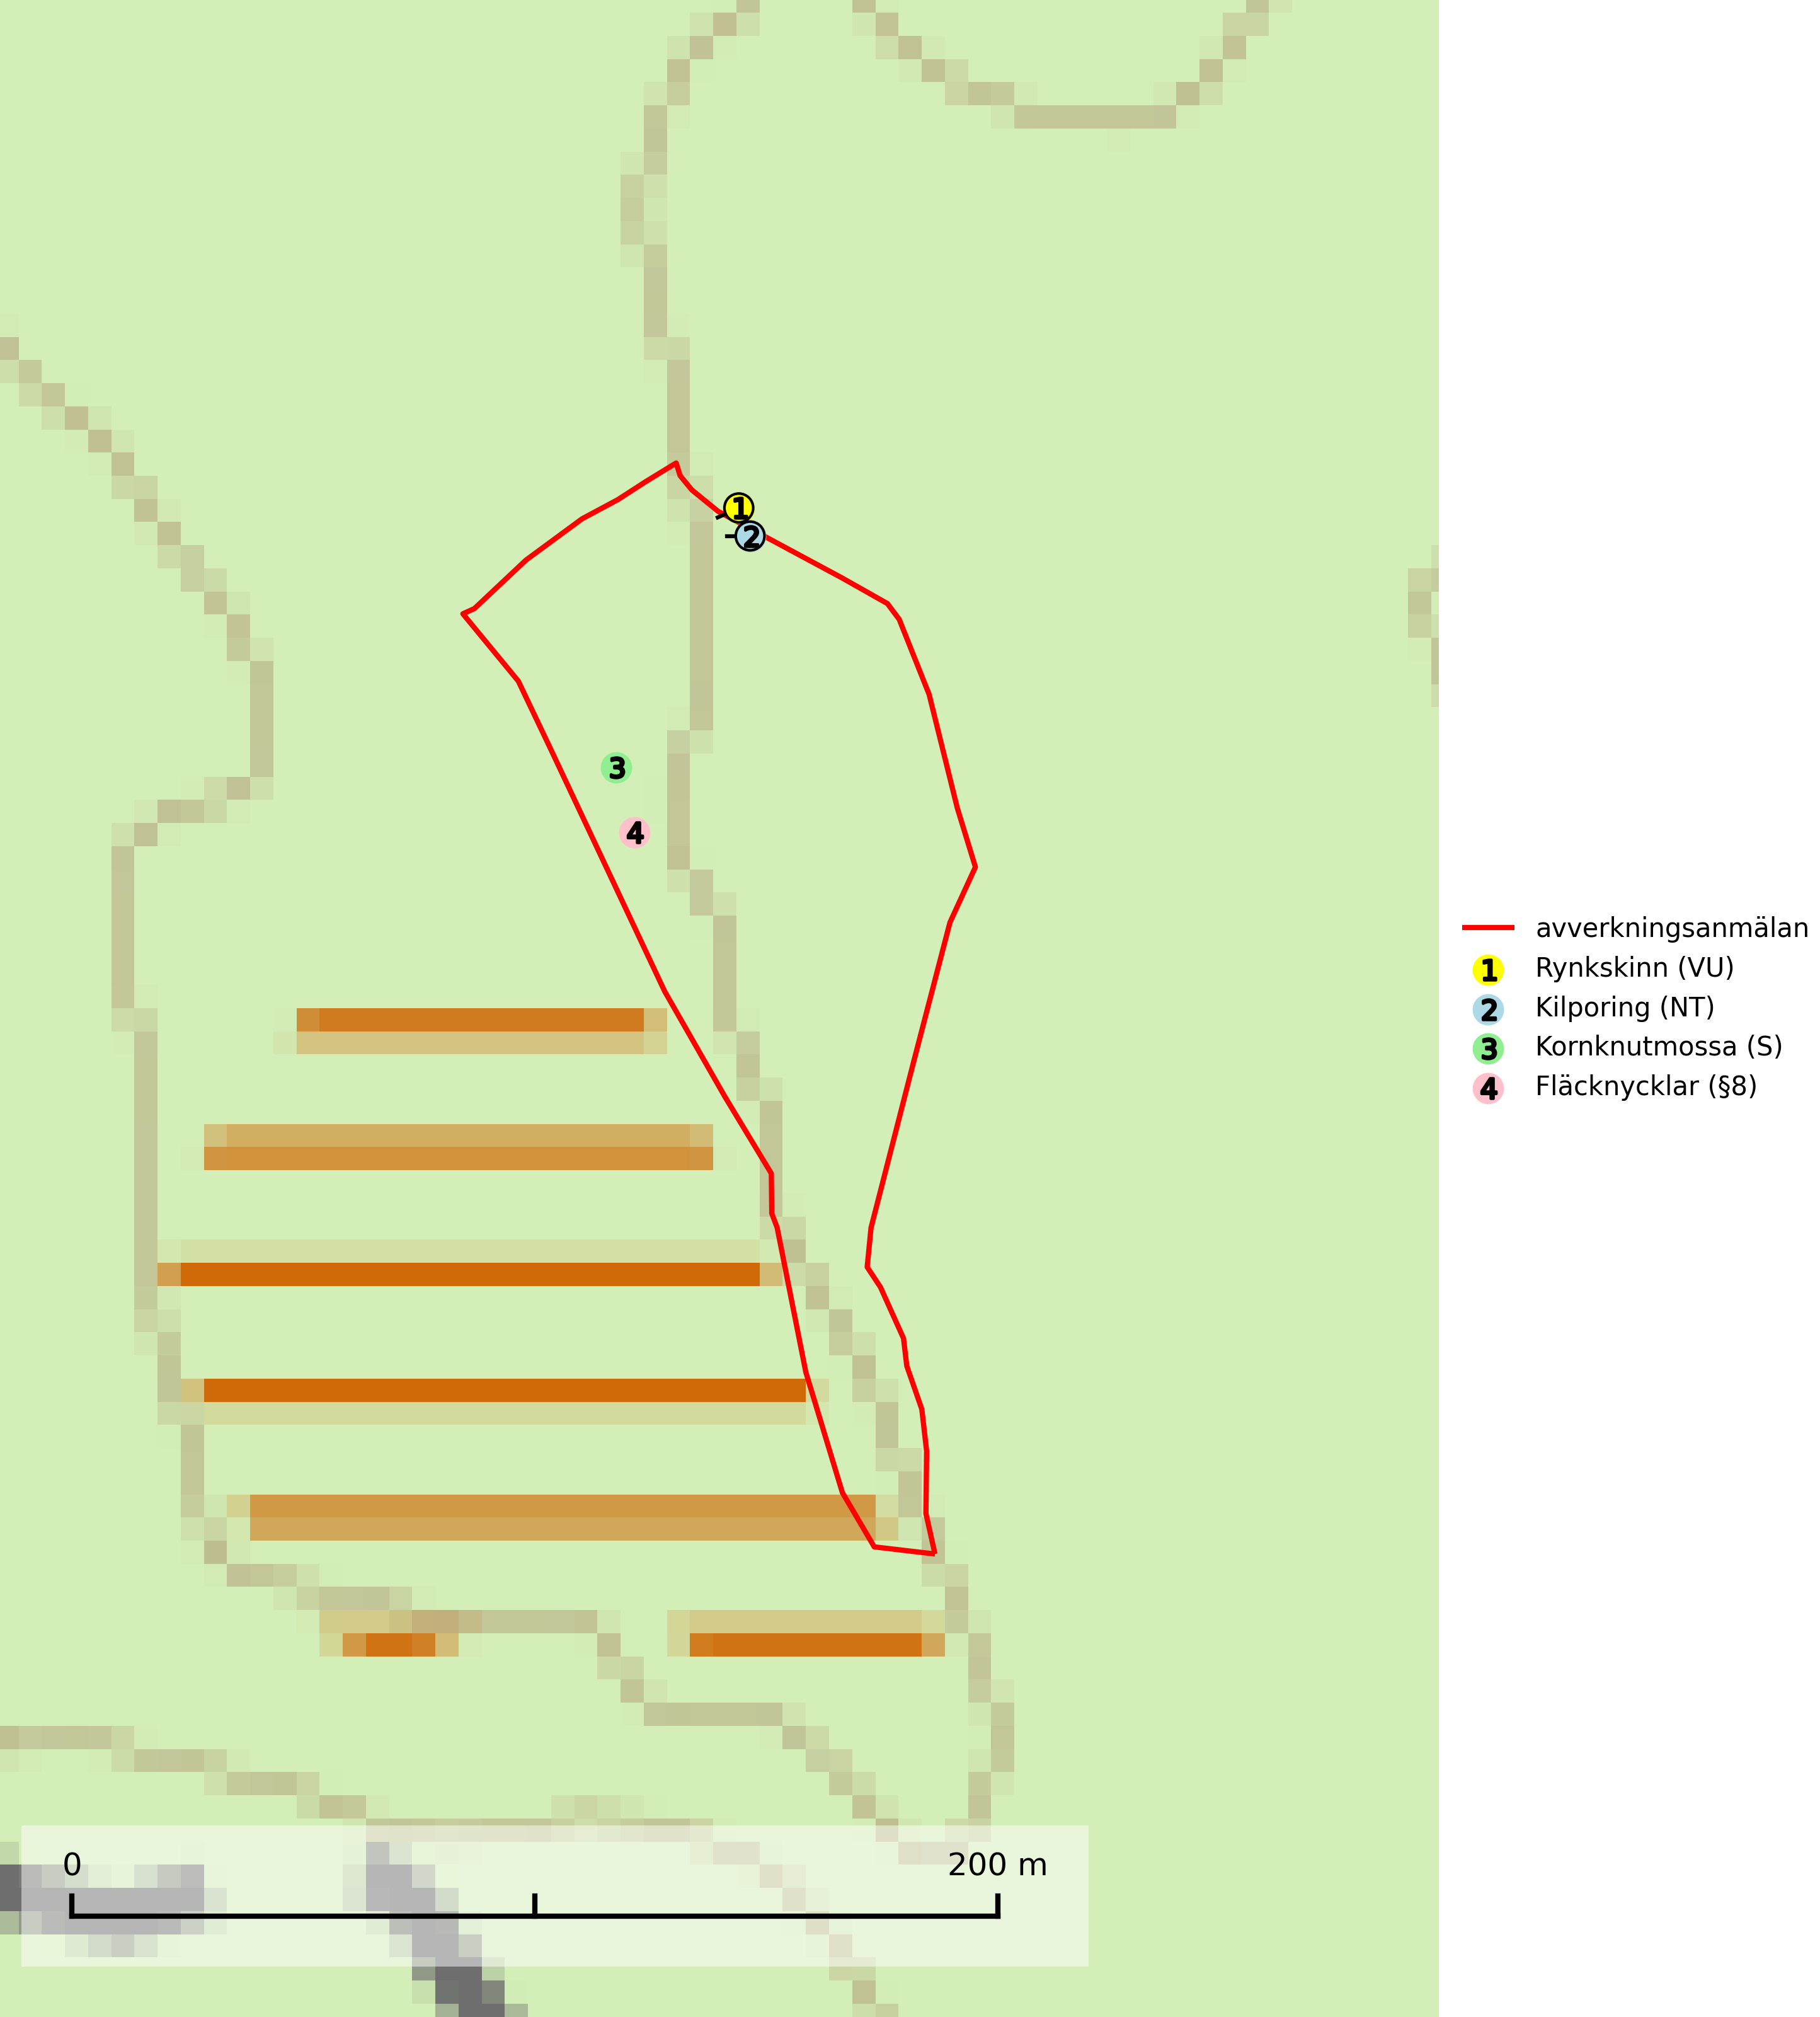 1
2
3
4
avverkningsanmälan
1 Rynkskinn (VU)
2 Kilporing (NT)
3 Kornknutmossa (S)
4 Fläcknycklar (§8)
0 200 m